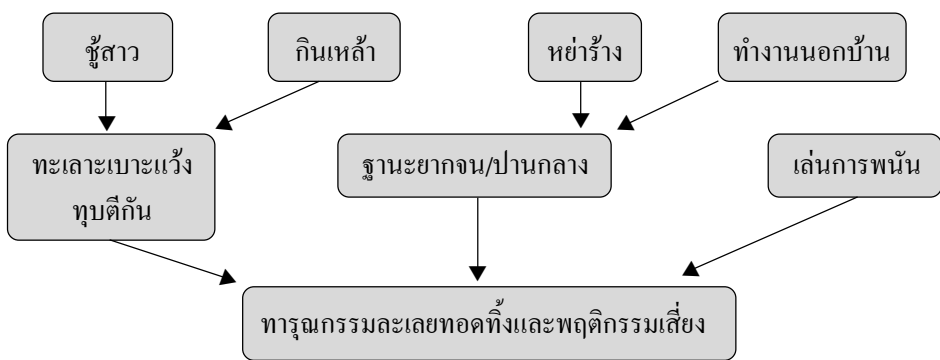 ชู้สาว
กินเหล้า
หย่าร้าง
ทำงานนอกบ้าน
ทะเลาะเบาะแว้ง
ทุบตีกัน
ฐานะยากจน/ปานกลาง
เล่นการพนัน
ทารุณกรรมละเลยทอดทิ้งและพฤติกรรมเสี่ยง